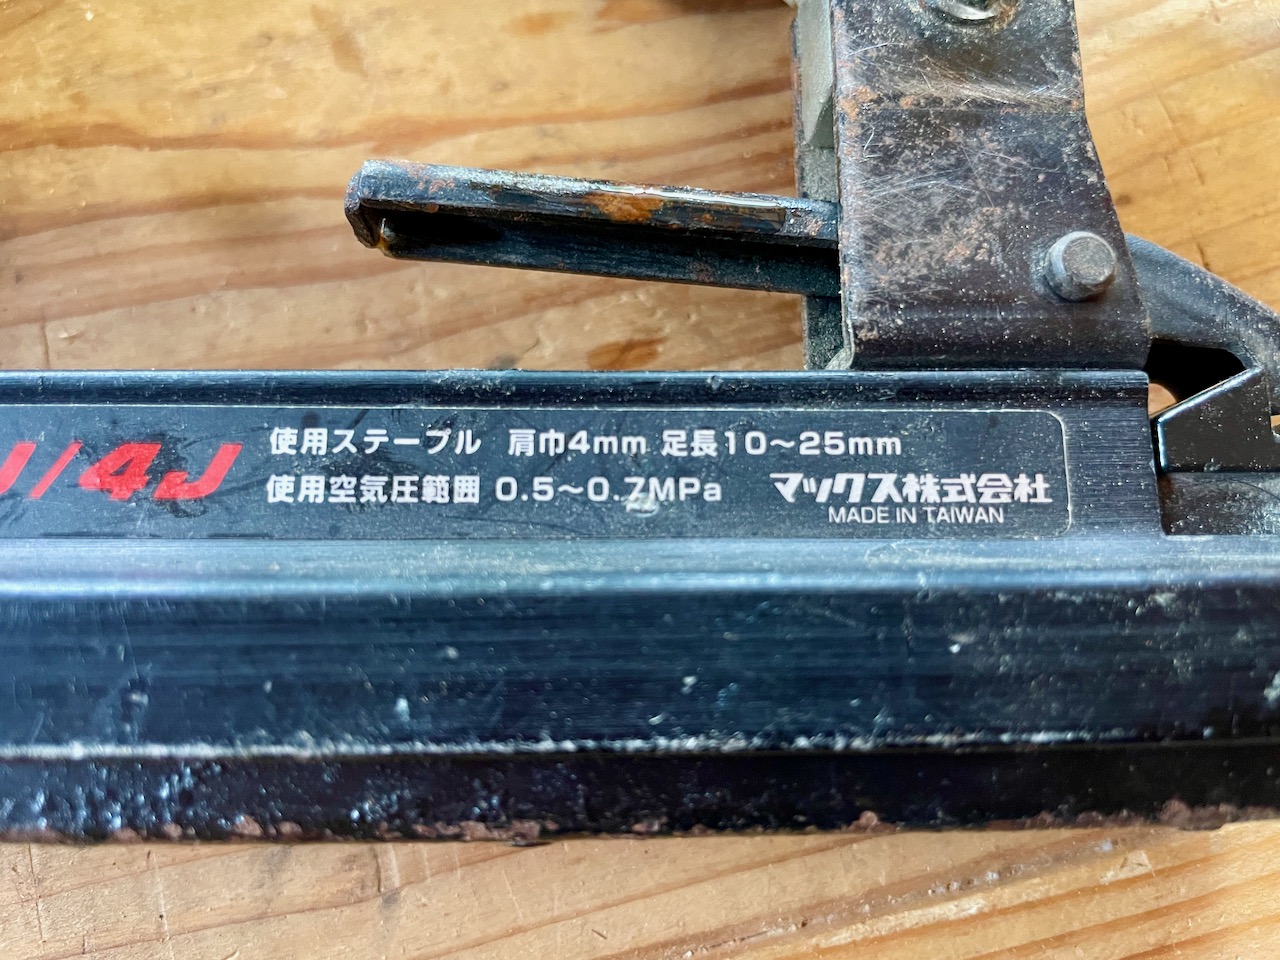 J/4J
使用ステープル 肩巾4mm 足長10～25mm
使用空気圧範囲 0.5～0.7MPa
マックス株式会社
MADE IN TAIWAN